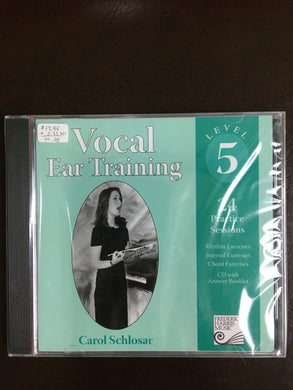 Vocal
Ear Training
LEVEL
5
24
Practice
Sessions
Rhythm Exercises
Interval Exercises
Chord Exercises
CD with
Answer Booklet
Carol Schlosar
FREDERICK
HARRIS
MUSIC